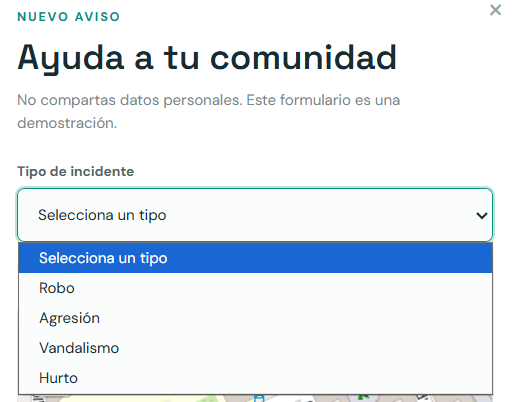 NUEVO AVISO
Ayuda a tu comunidad
No compartas datos personales. Este formulario es una
demostración.
Tipo de incidente
Selecciona un tipo
Selecciona un tipo
Robo
Agresión
Vandalismo
Hurto